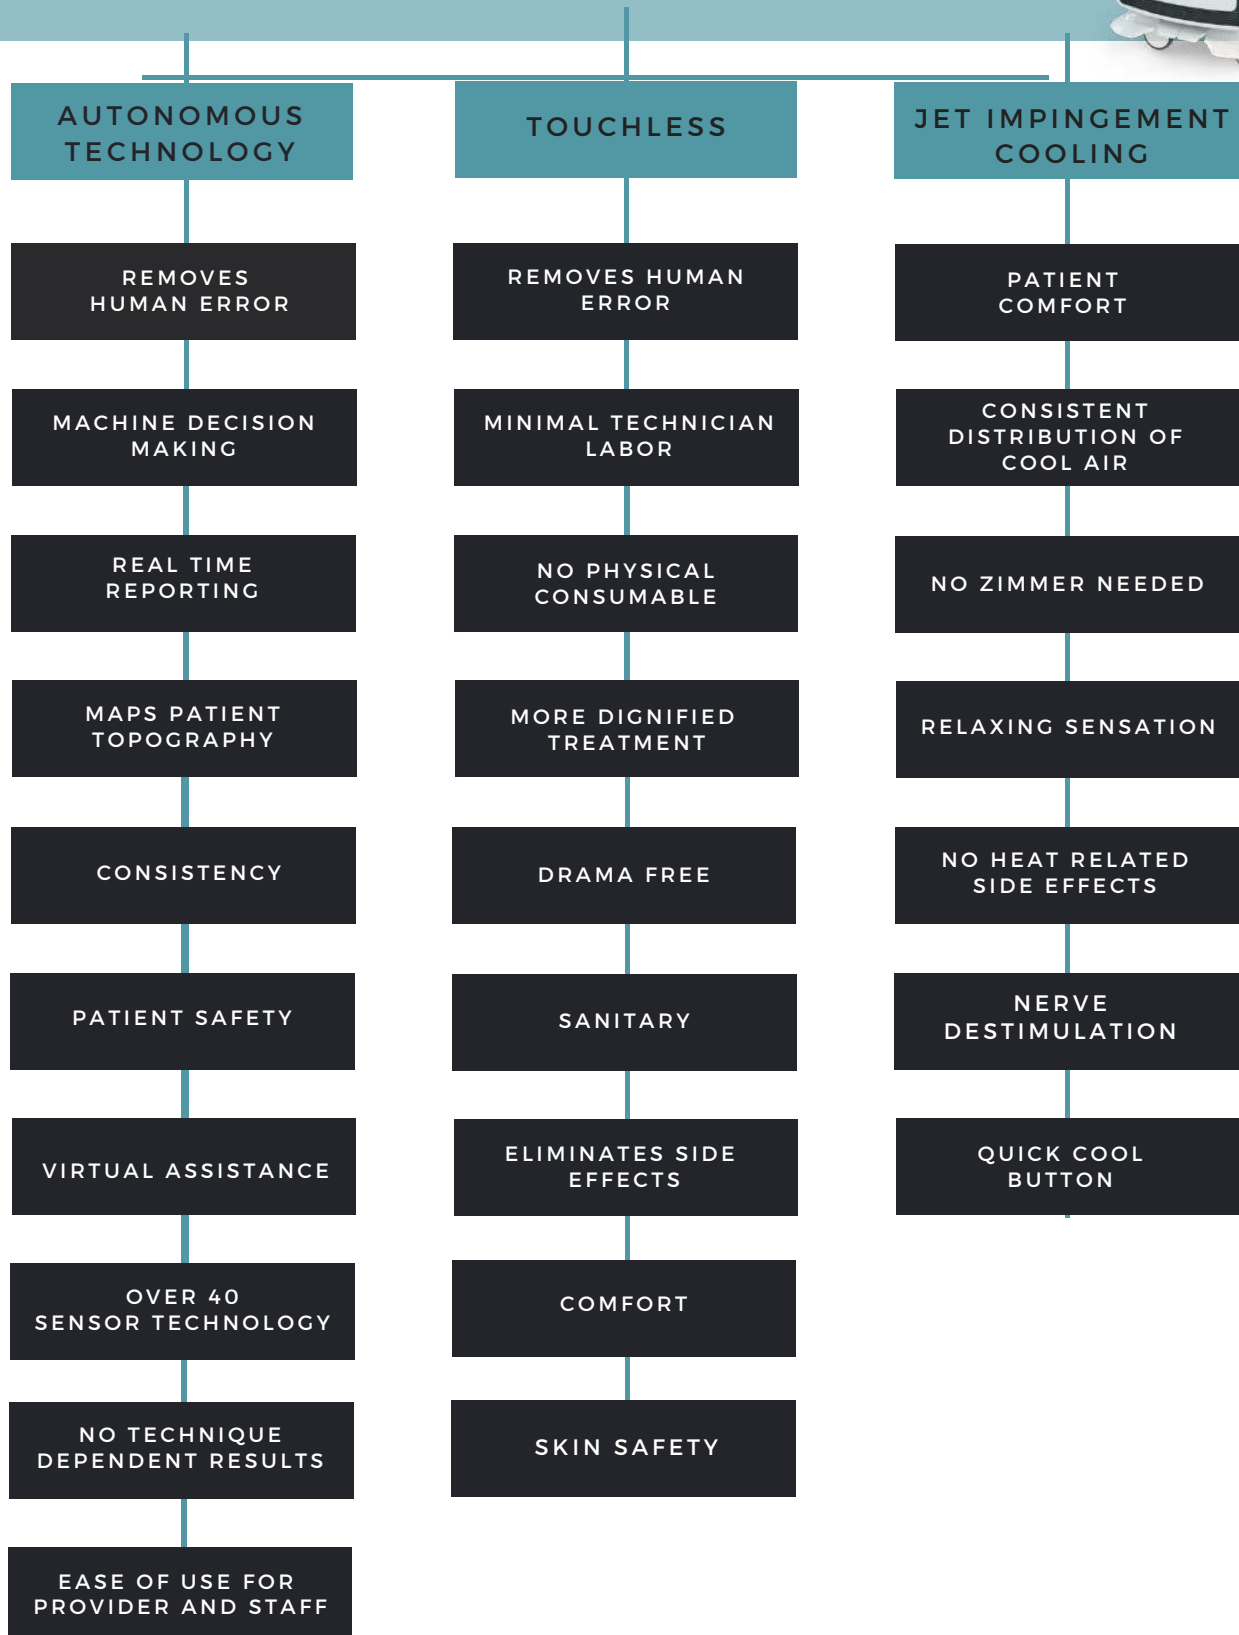 AUTONOMOUS
TECHNOLOGY
REMOVES
HUMAN ERROR
MACHINE DECISION
MAKING
REAL TIME
REPORTING
MAPS PATIENT
TOPOGRAPHY
CONSISTENCY
PATIENT SAFETY
VIRTUAL ASSISTANCE
OVER 40
SENSOR TECHNOLOGY
NO TECHNIQUE
DEPENDENT RESULTS
EASE OF USE FOR
PROVIDER AND STAFF
TOUCHLESS
REMOVES HUMAN
ERROR
MINIMAL TECHNICIAN
LABOR
NO PHYSICAL
CONSUMABLE
MORE DIGNIFIED
TREATMENT
DRAMA FREE
SANITARY
ELIMINATES SIDE
EFFECTS
COMFORT
SKIN SAFETY
JET IMPINGEMENT
COOLING
PATIENT
COMFORT
CONSISTENT
DISTRIBUTION OF
COOL AIR
NO ZIMMER NEEDED
RELAXING SENSATION
NO HEAT RELATED
SIDE EFFECTS
NERVE
DESTIMULATION
QUICK COOL
BUTTON